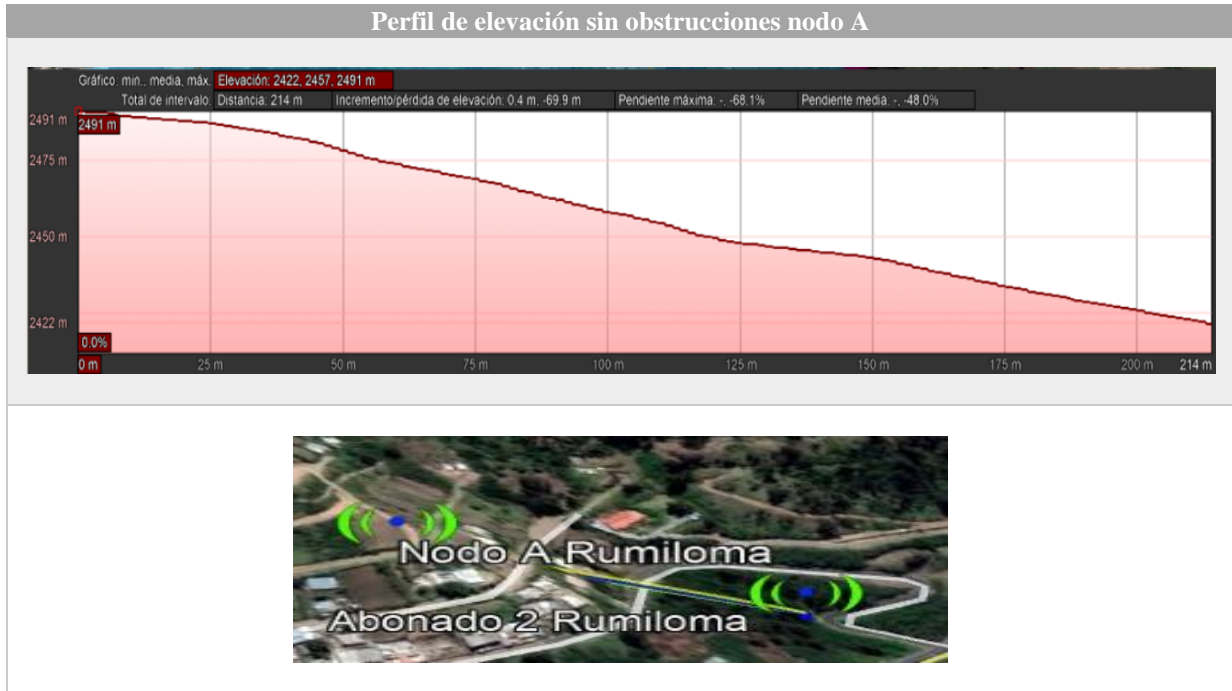 Perfil de elevación sin obstrucciones nodo A
Gráfico: min., media, máx. Elevación: 2422, 2457, 2491 m
Total de intervalo: Distancia: 214 m Incremento/pérdida de elevación: 0.4 m, -69.9 m Pendiente máxima: -, -68.1% Pendiente media: -, -48.0%
2491 m
2491 m
2475 m
2450 m
2422 m
0.0%
0 m 25 m 50 m 75 m 100 m 125 m 150 m 175 m 200 m 214 m
Nodo A Rumiloma
Abonado 2 Rumiloma